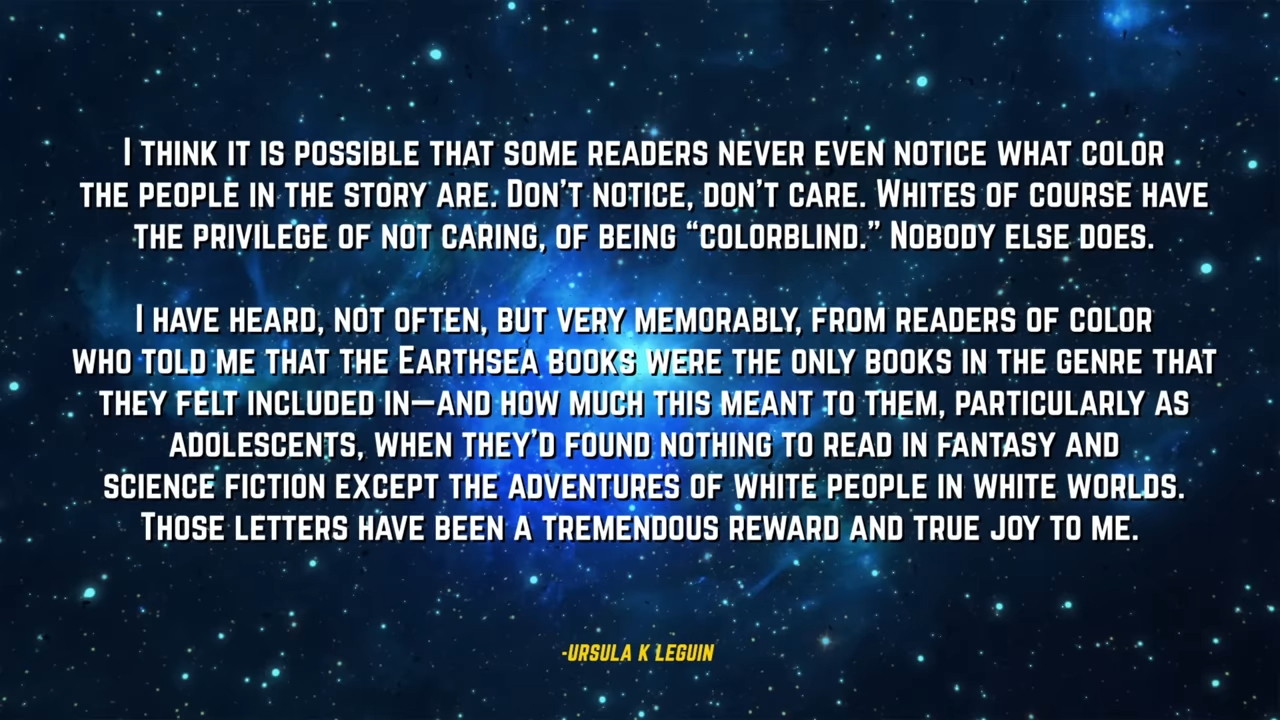 I think it is possible that some readers never even notice what color
the people in the story are. Don't notice, don't care. Whites of course have
the privilege of not caring, of being “colorblind.” Nobody else does.
I have heard, not often, but very memorably, from readers of color
who told me that the Earthsea books were the only books in the genre that
they felt included in—and how much this meant to them, particularly as
adolescents, when they'd found nothing to read in fantasy and
science fiction except the adventures of white people in white worlds.
Those letters have been a tremendous reward and true joy to me.
-Ursula K LeGuin